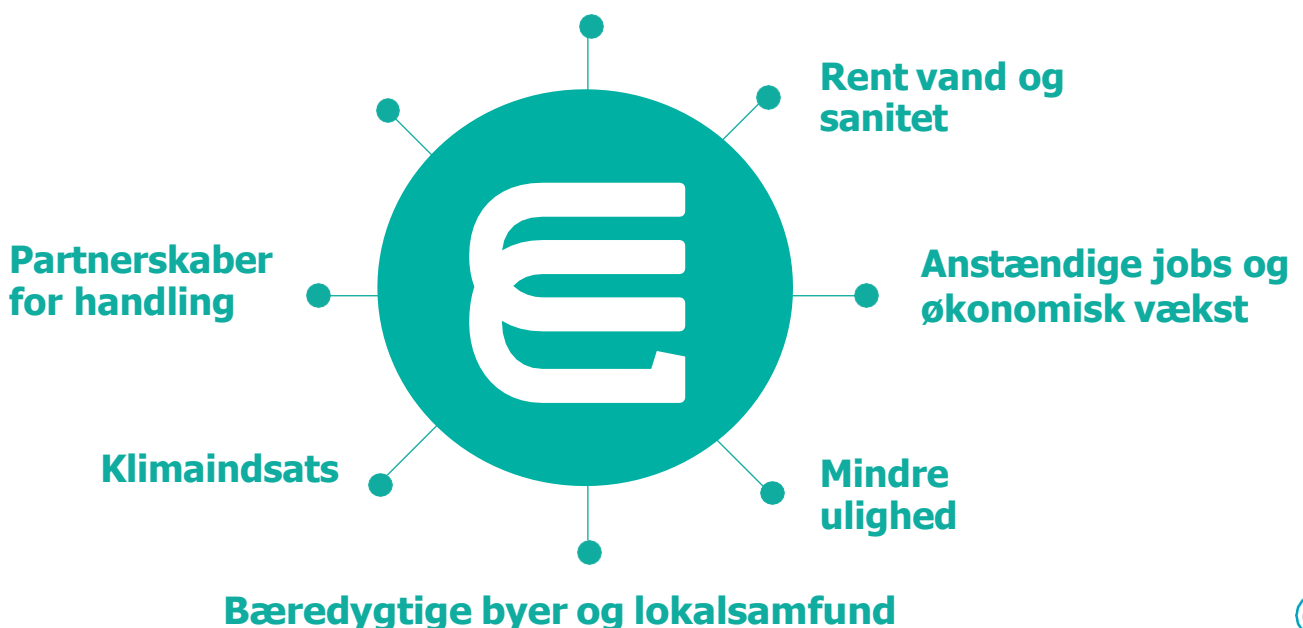 Rent vand og
sanitet
Partnerskaber
for handling
Anstændige jobs og
økonomisk vækst
Klimaindsats
Mindre
ulighed
Bæredygtige byer og lokalsamfund